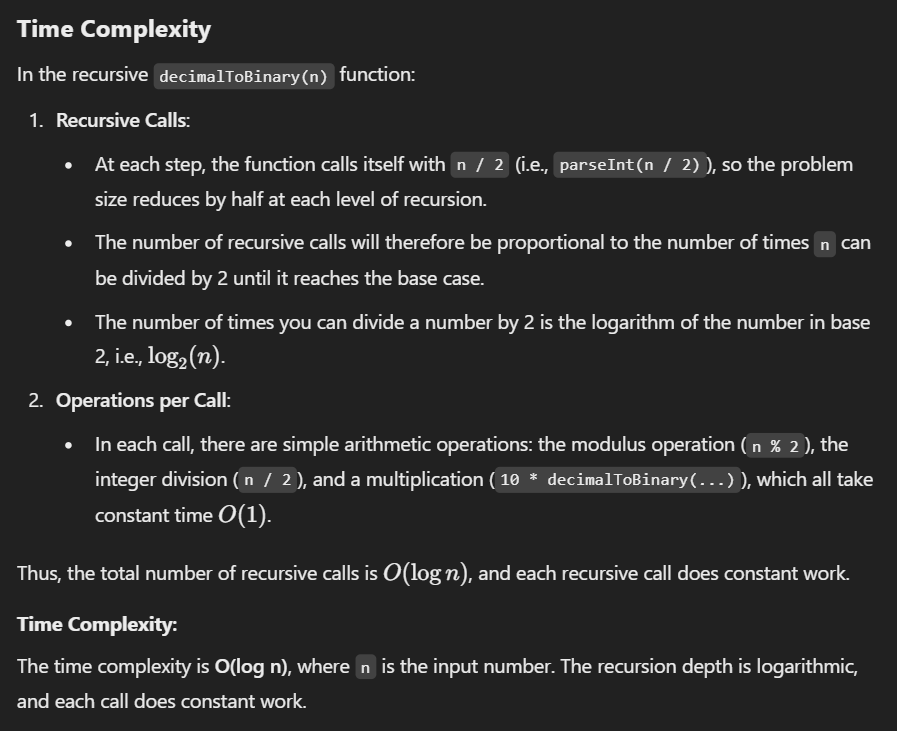 Time Complexity
In the recursive decimalToBinary(n) function:
1. Recursive Calls:
• At each step, the function calls itself with n / 2 (i.e., parseInt(n / 2)), so the problem
size reduces by half at each level of recursion.
• The number of recursive calls will therefore be proportional to the number of times n can
be divided by 2 until it reaches the base case.
• The number of times you can divide a number by 2 is the logarithm of the number in base
2, i.e., log₂(n).
2. Operations per Call:
• In each call, there are simple arithmetic operations: the modulus operation (n % 2), the
integer division (n / 2), and a multiplication (10 * decimalToBinary(...)), which all take
constant time O(1).
Thus, the total number of recursive calls is O(log n), and each recursive call does constant work.
Time Complexity:
The time complexity is O(log n), where n is the input number. The recursion depth is logarithmic,
and each call does constant work.